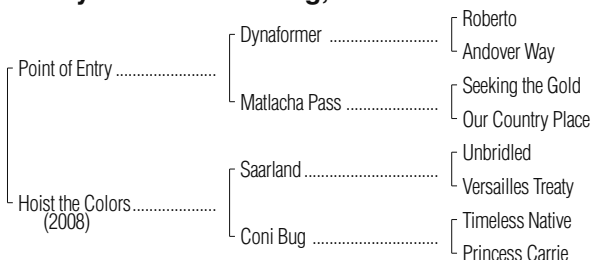 Roberto
Dynaformer ..........................
Andover Way
Point of Entry ........................
Seeking the Gold
Matlacha Pass ......................
Our Country Place
Unbridled
Saarland ................................
Versailles Treaty
Hoist the Colors ....................
(2008)
Timeless Native
Coni Bug ..............................
Princess Carrie